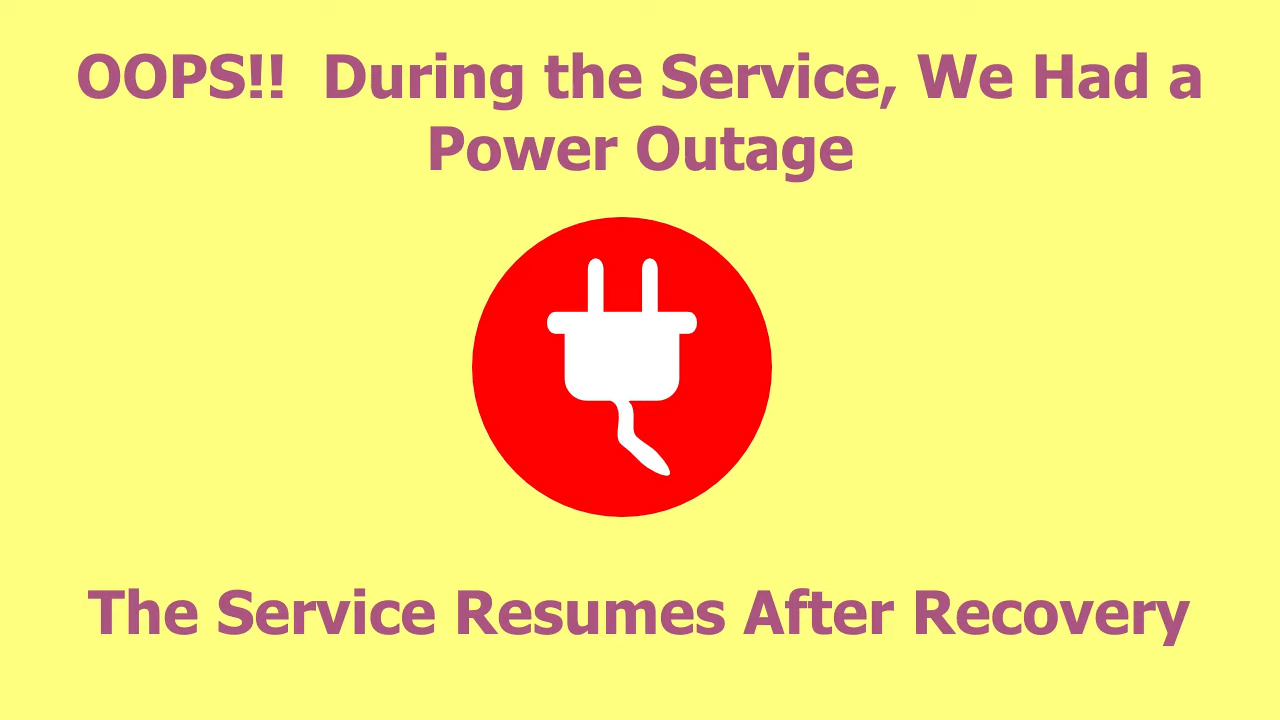 OOPS!!  During the Service, We Had a
Power Outage
The Service Resumes After Recovery